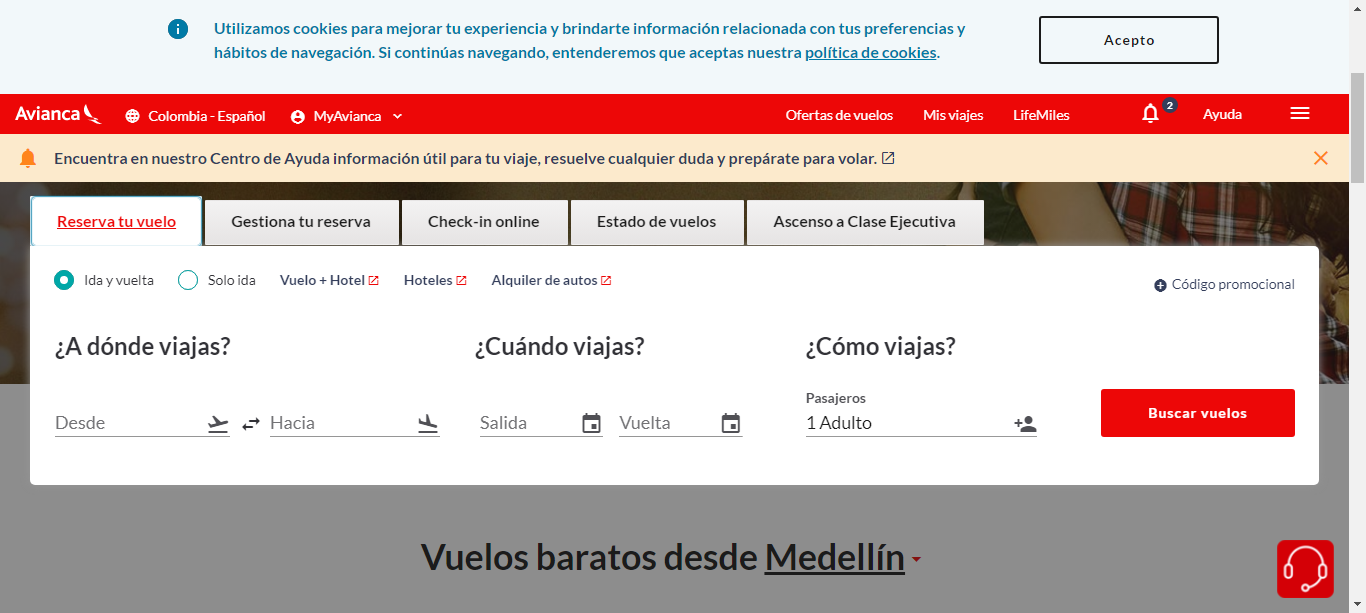 Utilizamos cookies para mejorar tu experiencia y brindarte información relacionada con tus preferencias y
hábitos de navegación. Si continúas navegando, entenderemos que aceptas nuestra política de cookies.
Acepto
Avianca
Colombia - Español
MyAvianca
Ofertas de vuelos
Mis viajes
LifeMiles
2
Ayuda
Encuentra en nuestro Centro de Ayuda información útil para tu viaje, resuelve cualquier duda y prepárate para volar.
Reserva tu vuelo
Gestiona tu reserva
Check-in online
Estado de vuelos
Ascenso a Clase Ejecutiva
Ida y vuelta
Solo ida
Vuelo + Hotel
Hoteles
Alquiler de autos
Código promocional
¿A dónde viajas?
¿Cuándo viajas?
¿Cómo viajas?
Pasajeros
Desde
Hacia
Salida
Vuelta
1 Adulto
Buscar vuelos
Vuelos baratos desde Medellín